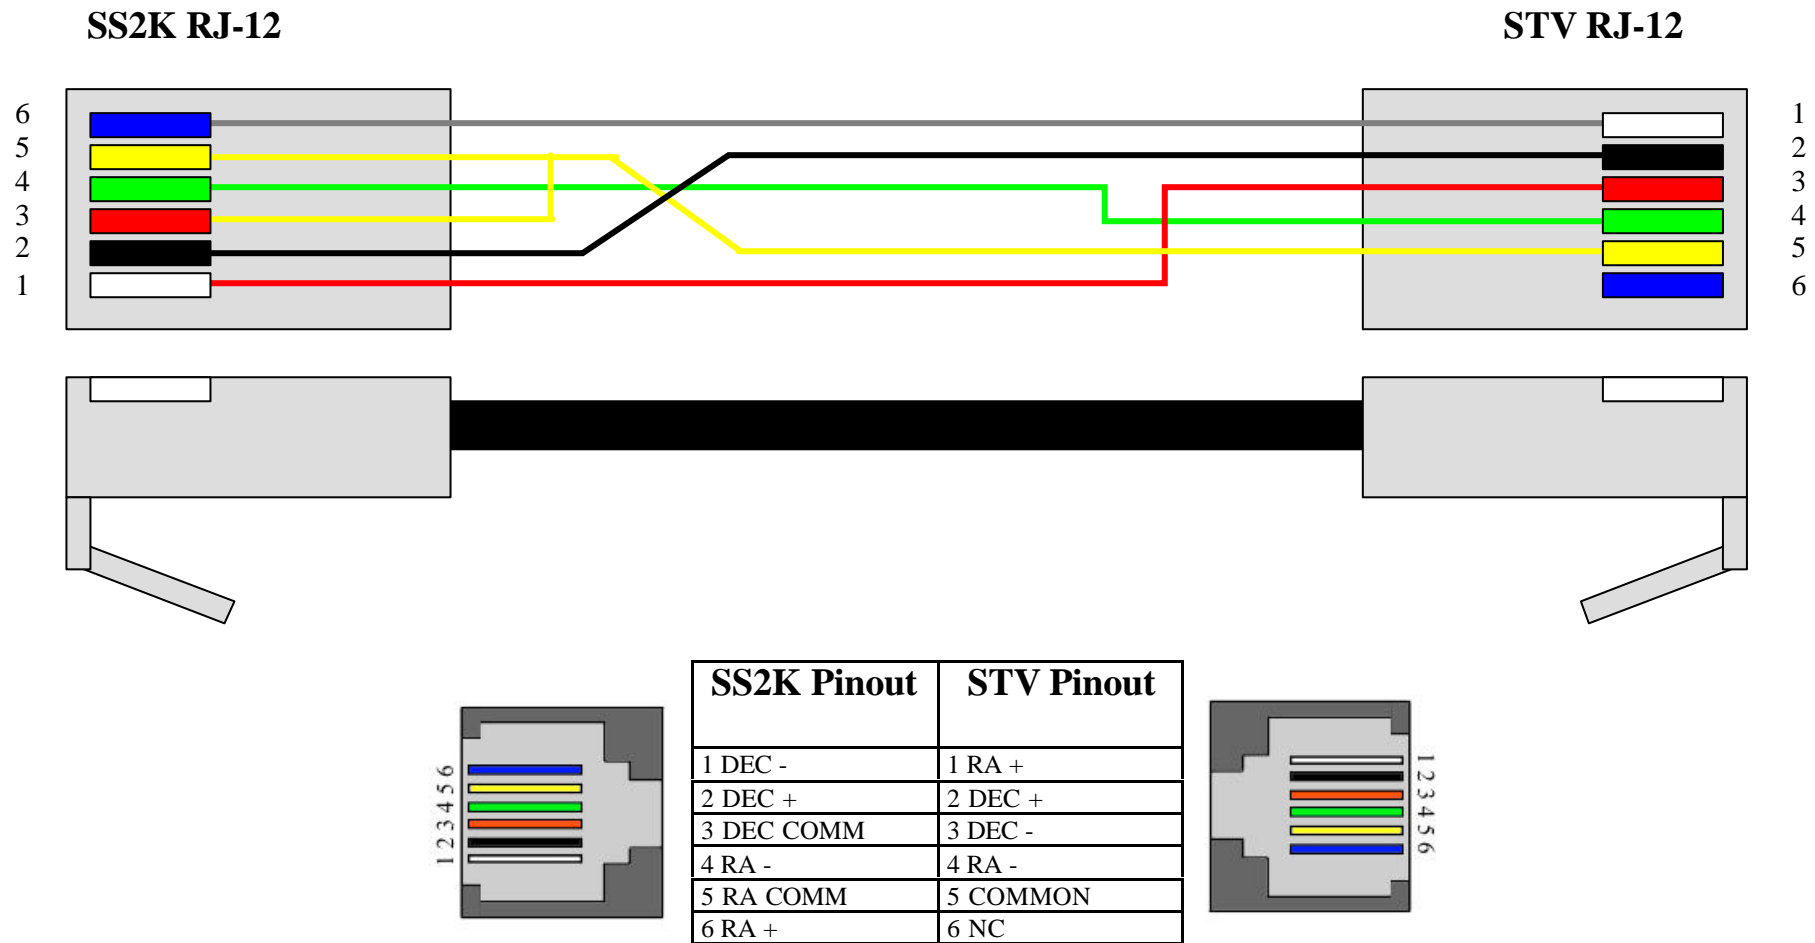 SS2K RJ-12
STV RJ-12
6
5
4
3
2
1
1
2
3
4
5
6
1 2 3 4 5 6
SS2K Pinout STV Pinout
1 DEC - 1 RA +
2 DEC + 2 DEC +
3 DEC COMM 3 DEC -
4 RA - 4 RA -
5 RA COMM 5 COMMON
6 RA + 6 NC
1 2 3 4 5 6